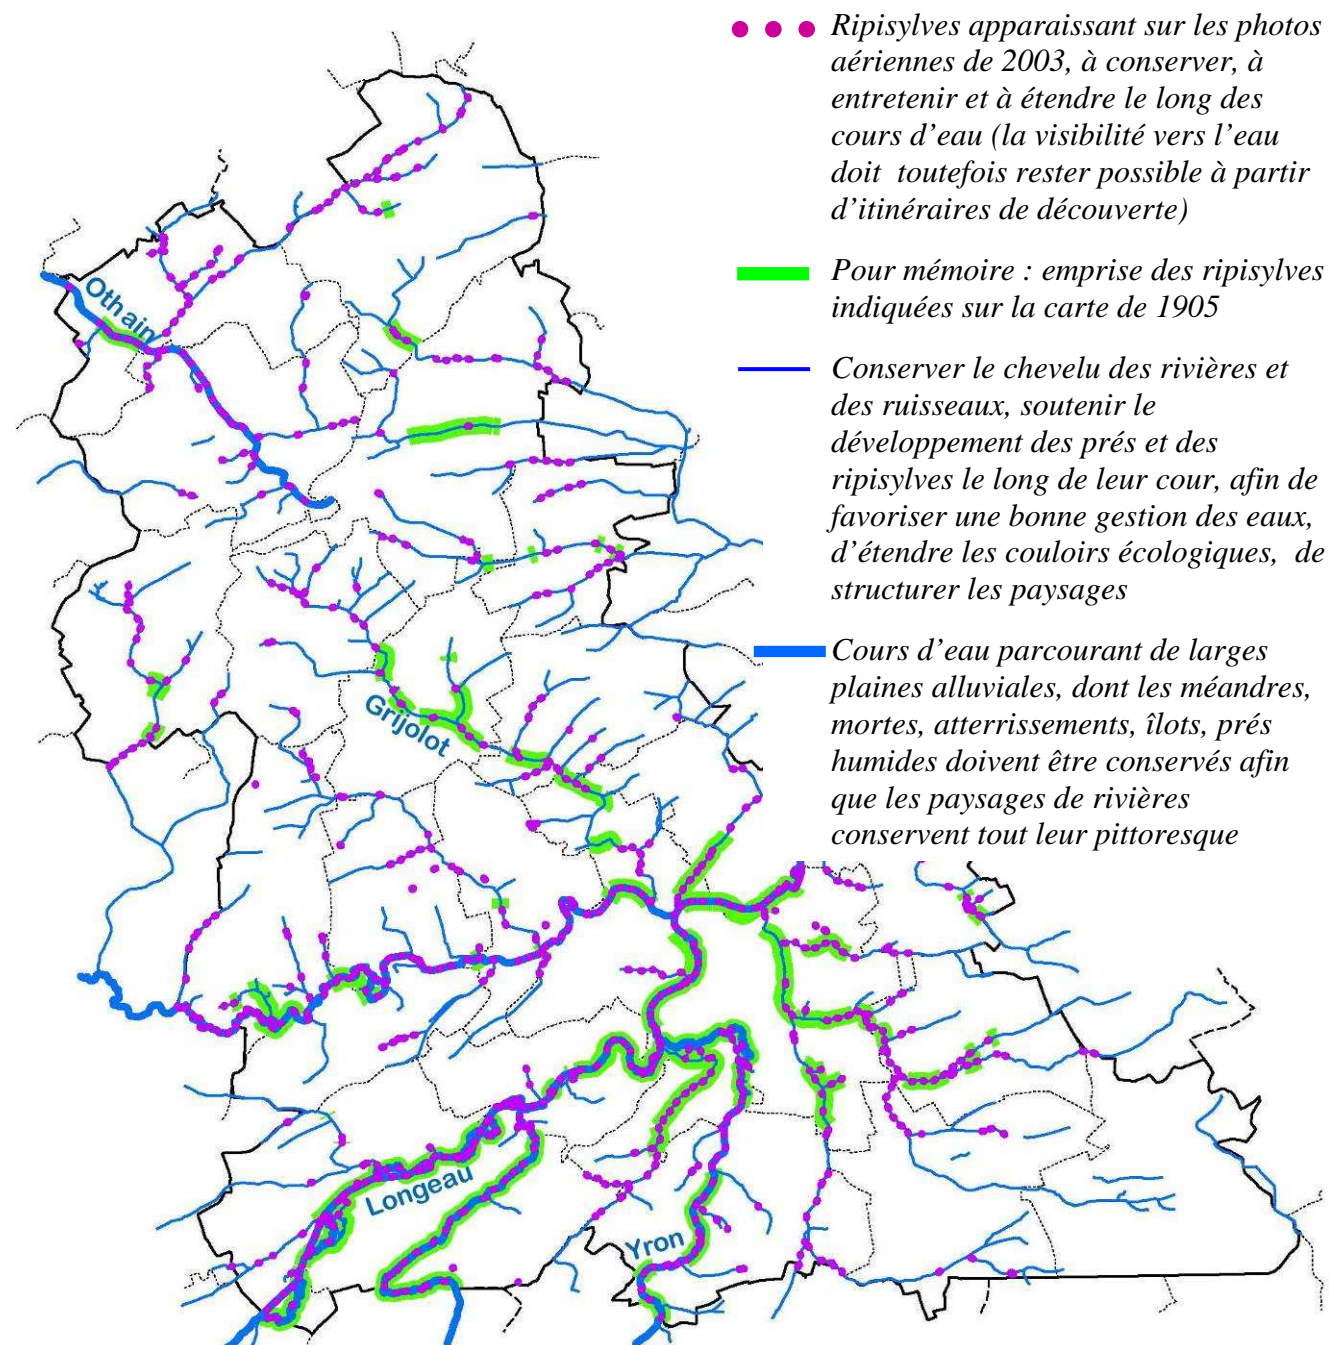 Ripisylves apparaissant sur les photos
aériennes de 2003, à conserver, à
entretenir et à étendre le long des
cours d'eau (la visibilité vers l'eau
doit toutefois rester possible à partir
d'itinéraires de découverte)
Pour mémoire : emprise des ripisylves
indiquées sur la carte de 1905
Conserver le chevelu des rivières et
des ruisseaux, soutenir le
développement des prés et des
ripisylves le long de leur cour, afin de
favoriser une bonne gestion des eaux,
d'étendre les couloirs écologiques, de
structurer les paysages
Cours d'eau parcourant de larges
plaines alluviales, dont les méandres,
mortes, atterrissements, îlots, prés
humides doivent être conservés afin
que les paysages de rivières
conservent tout leur pittoresque
Othain
Grijolot
Longeau
Yron